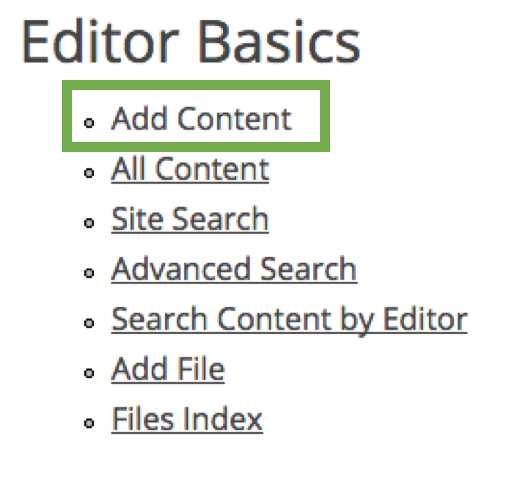 Editor Basics
Add Content
All Content
Site Search
Advanced Search
Search Content by Editor
Add File
Files Index